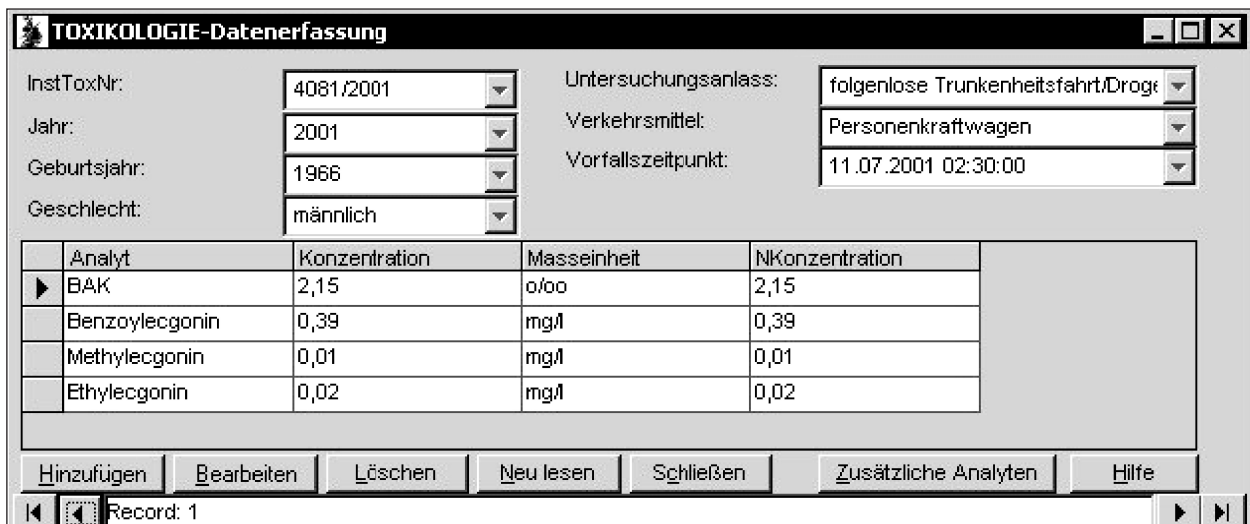 TOXIKOLOGIE-Datenerfassung
InstToxNr: 4081/2001 Untersuchungsanlass: folgenlose Trunkenheitsfahrt/Droge
Jahr: 2001 Verkehrsmittel: Personenkraftwagen
Geburtsjahr: 1966 Vorfallszeitpunkt: 11.07.2001 02:30:00
Geschlecht: männlich
Analyt Konzentration Masseinheit NKonzentration
BAK 2,15 o/oo 2,15
Benzoylecgonin 0,39 mg/l 0,39
Methylecgonin 0,01 mg/l 0,01
Ethylecgonin 0,02 mg/l 0,02
Hinzufügen Bearbeiten Löschen Neu lesen Schließen Zusätzliche Analyten Hilfe
Record: 1